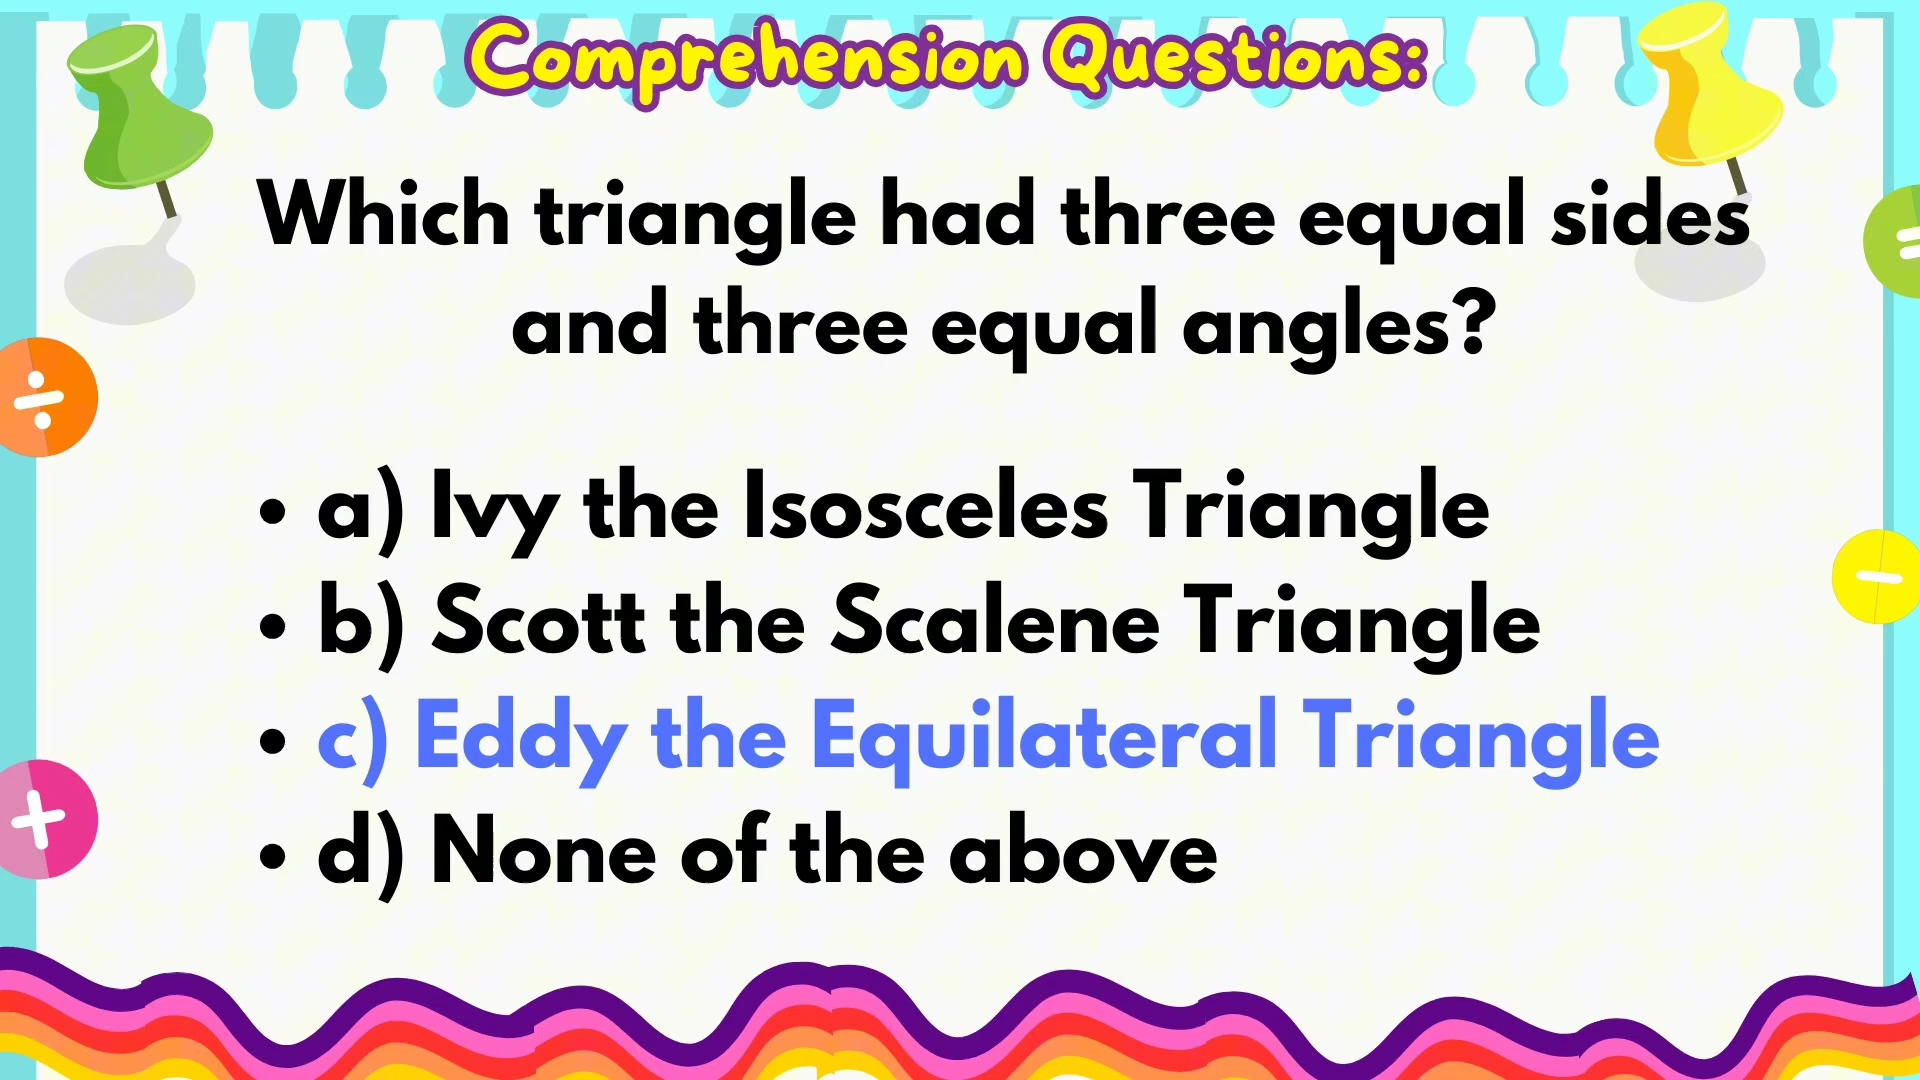 Comprehension Questions:
Which triangle had three equal sides
and three equal angles?
• a) Ivy the Isosceles Triangle
• b) Scott the Scalene Triangle
• c) Eddy the Equilateral Triangle
• d) None of the above